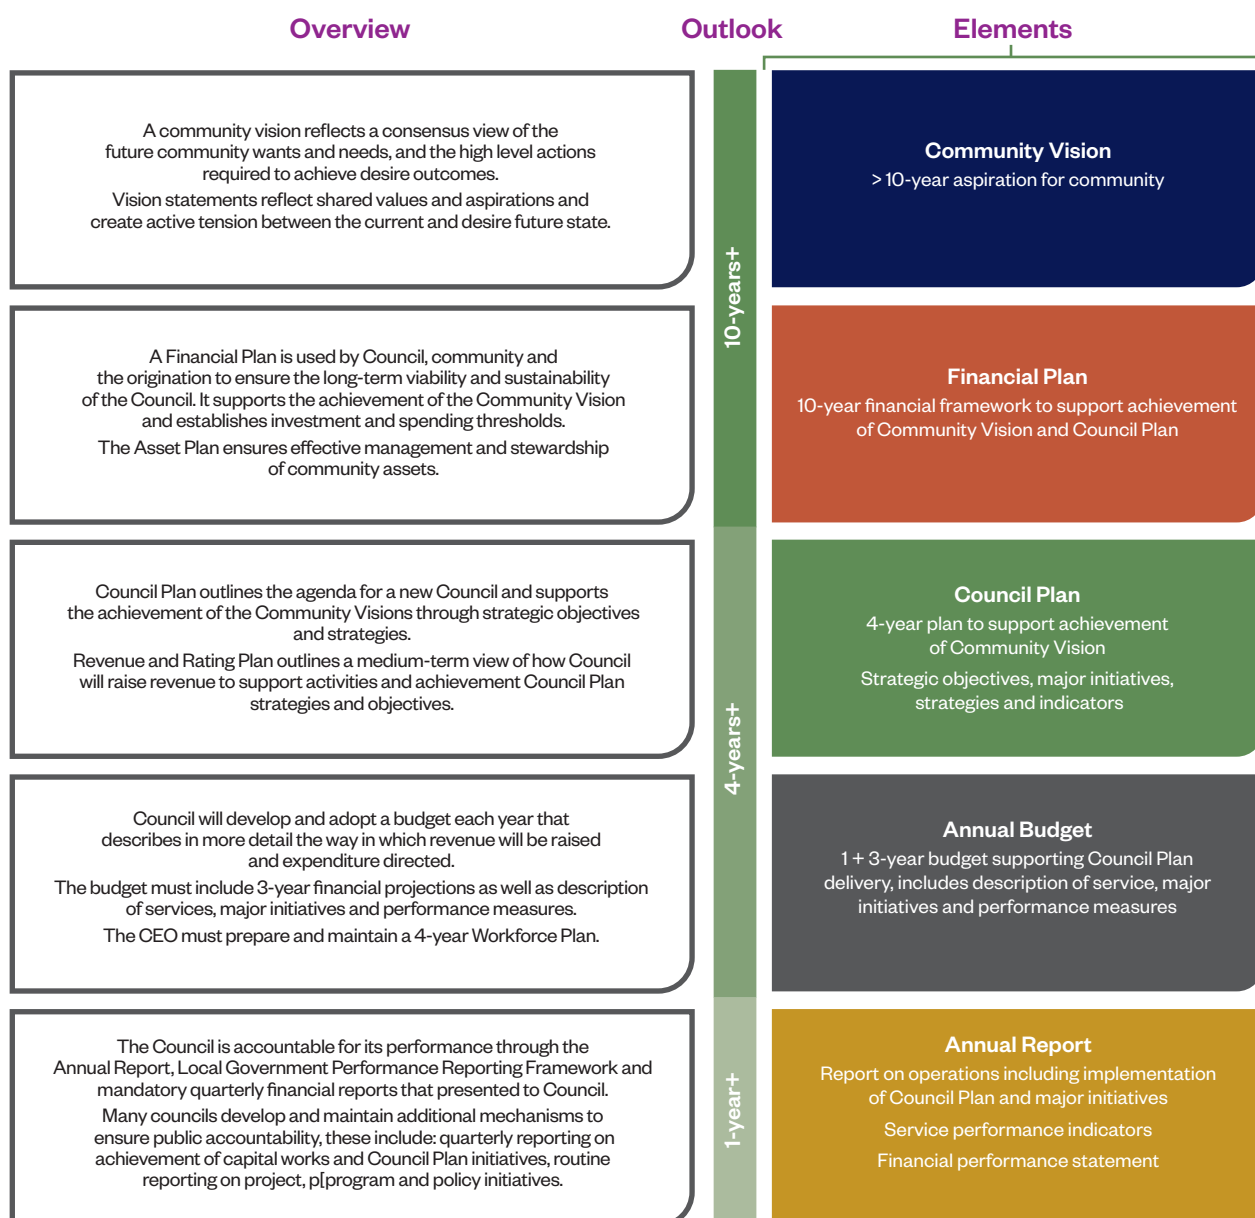 Overview
Outlook
Elements
A community vision reflects a consensus view of the
future community wants and needs, and the high level actions
required to achieve desire outcomes.
Vision statements reflect shared values and aspirations and
create active tension between the current and desire future state.
10-years+
Community Vision
> 10-year aspiration for community
A Financial Plan is used by Council, community and
the origination to ensure the long-term viability and sustainability
of the Council. It supports the achievement of the Community Vision
and establishes investment and spending thresholds.
The Asset Plan ensures effective management and stewardship
of community assets.
Financial Plan
10-year financial framework to support achievement
of Community Vision and Council Plan
Council Plan outlines the agenda for a new Council and supports
the achievement of the Community Visions through strategic objectives
and strategies.
Revenue and Rating Plan outlines a medium-term view of how Council
will raise revenue to support activities and achievement Council Plan
strategies and objectives.
4-years+
Council Plan
4-year plan to support achievement
of Community Vision
Strategic objectives, major initiatives,
strategies and indicators
Council will develop and adopt a budget each year that
describes in more detail the way in which revenue will be raised
and expenditure directed.
The budget must include 3-year financial projections as well as description
of services, major initiatives and performance measures.
The CEO must prepare and maintain a 4-year Workforce Plan.
Annual Budget
1 + 3-year budget supporting Council Plan
delivery, includes description of service, major
initiatives and performance measures
The Council is accountable for its performance through the
Annual Report, Local Government Performance Reporting Framework and
mandatory quarterly financial reports that presented to Council.
Many councils develop and maintain additional mechanisms to
ensure public accountability, these include: quarterly reporting on
achievement of capital works and Council Plan initiatives, routine
reporting on project, p[program and policy initiatives.
1-year+
Annual Report
Report on operations including implementation
of Council Plan and major initiatives
Service performance indicators
Financial performance statement